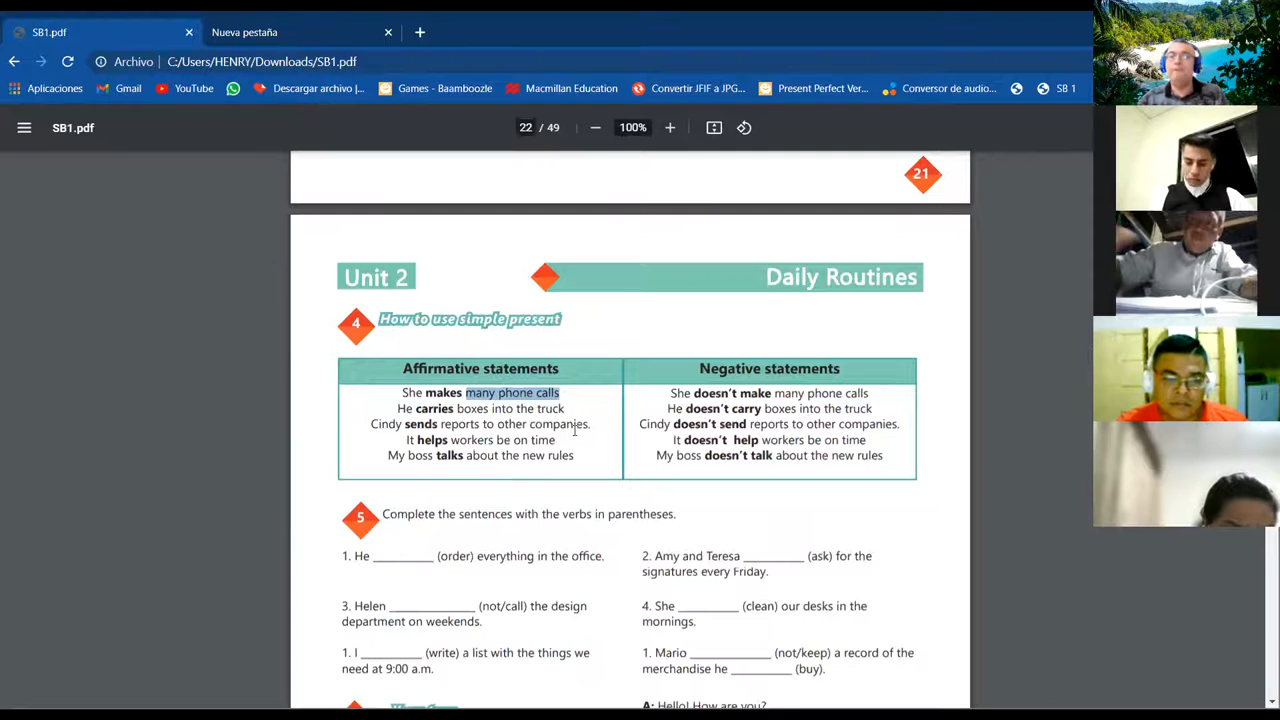 SB1.pdf
Nueva pestaña
Archivo
C:/Users/HENRY/Downloads/SB1.pdf
Aplicaciones
Gmail
YouTube
Descargar archivo |...
Games - Baamboozle
Macmillan Education
Convertir JFIF a JPG...
Present Perfect Ver...
Conversor de audio...
SB 1
SB1.pdf
22 / 49
100%
21
Unit 2
Daily Routines
4
How to use simple present
Affirmative statements
Negative statements
She makes many phone calls
She doesn't make many phone calls
He carries boxes into the truck
He doesn't carry boxes into the truck
Cindy sends reports to other companies.
Cindy doesn't send reports to other companies.
It helps workers be on time
It doesn't help workers be on time
My boss talks about the new rules
My boss doesn't talk about the new rules
5
Complete the sentences with the verbs in parentheses.
1. He _________ (order) everything in the office.
2. Amy and Teresa _________ (ask) for the
signatures every Friday.
3. Helen _____________ (not/call) the design
department on weekends.
4. She _________ (clean) our desks in the
mornings.
1. I _________ (write) a list with the things we
need at 9:00 a.m.
1. Mario ____________ (not/keep) a record of the
merchandise he _________ (buy).
A: Hello! How are you?